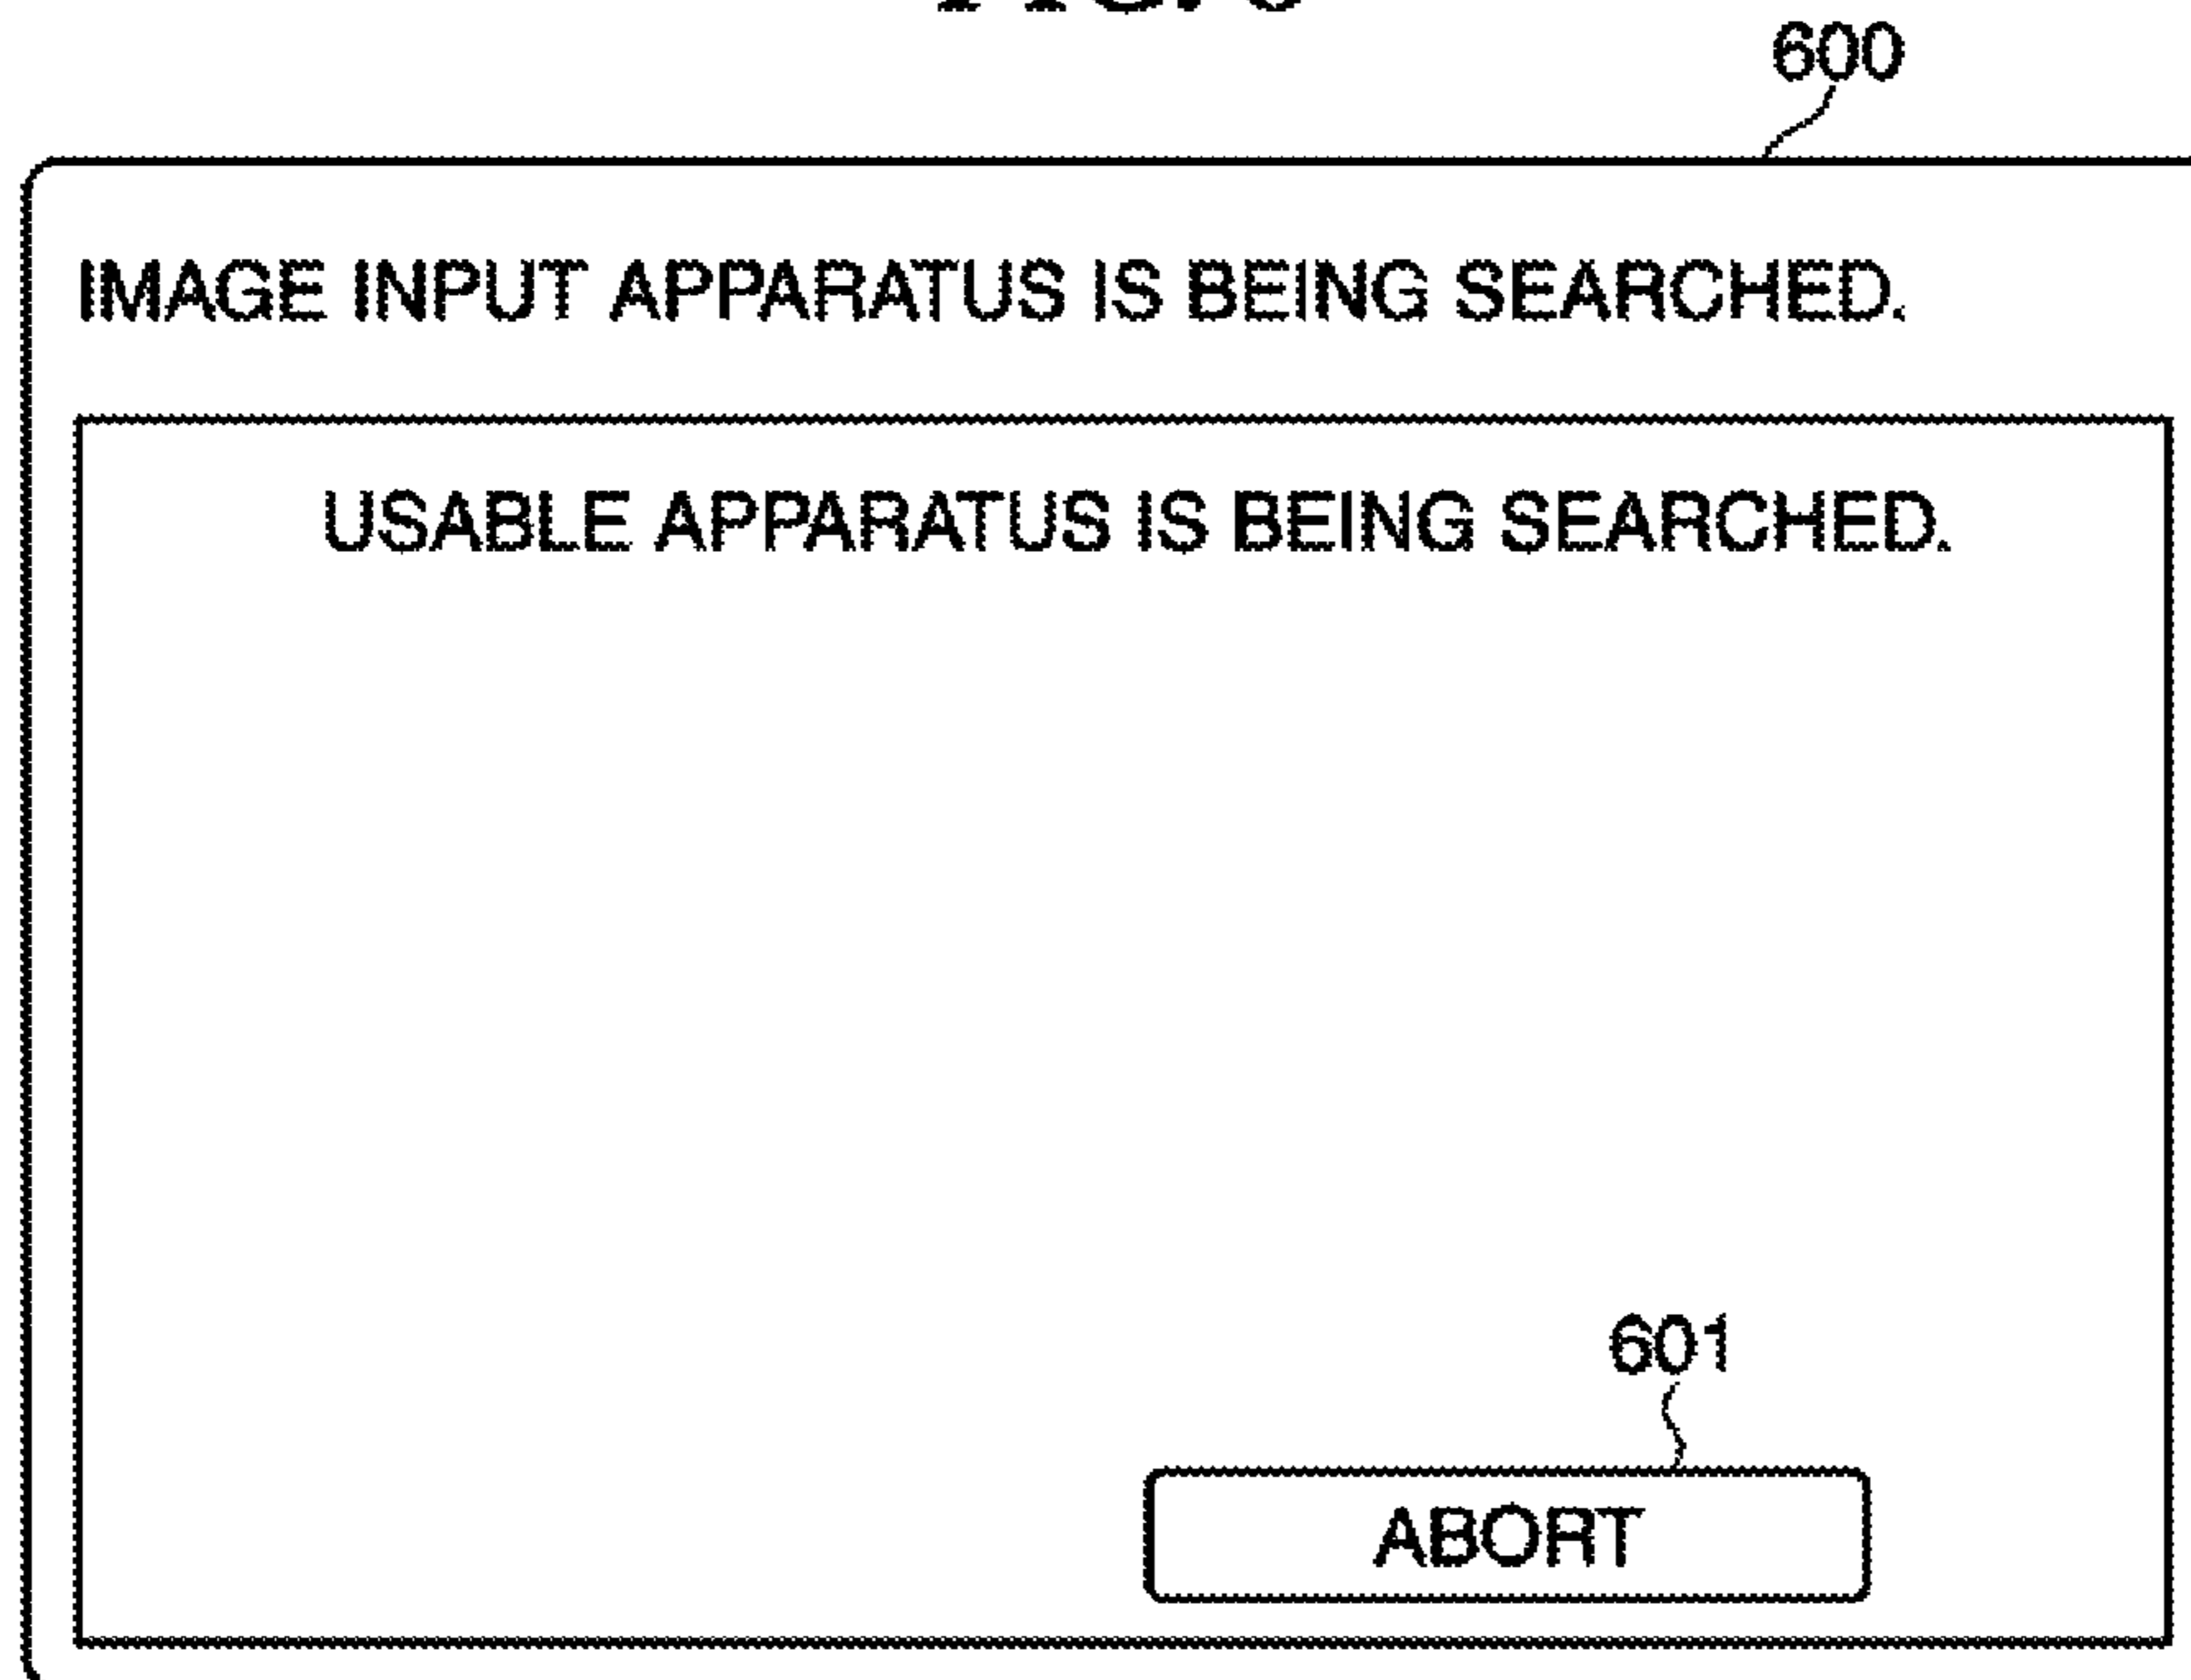 600
IMAGE INPUT APPARATUS IS BEING SEARCHED.
USABLE APPARATUS IS BEING SEARCHED.
601
ABORT